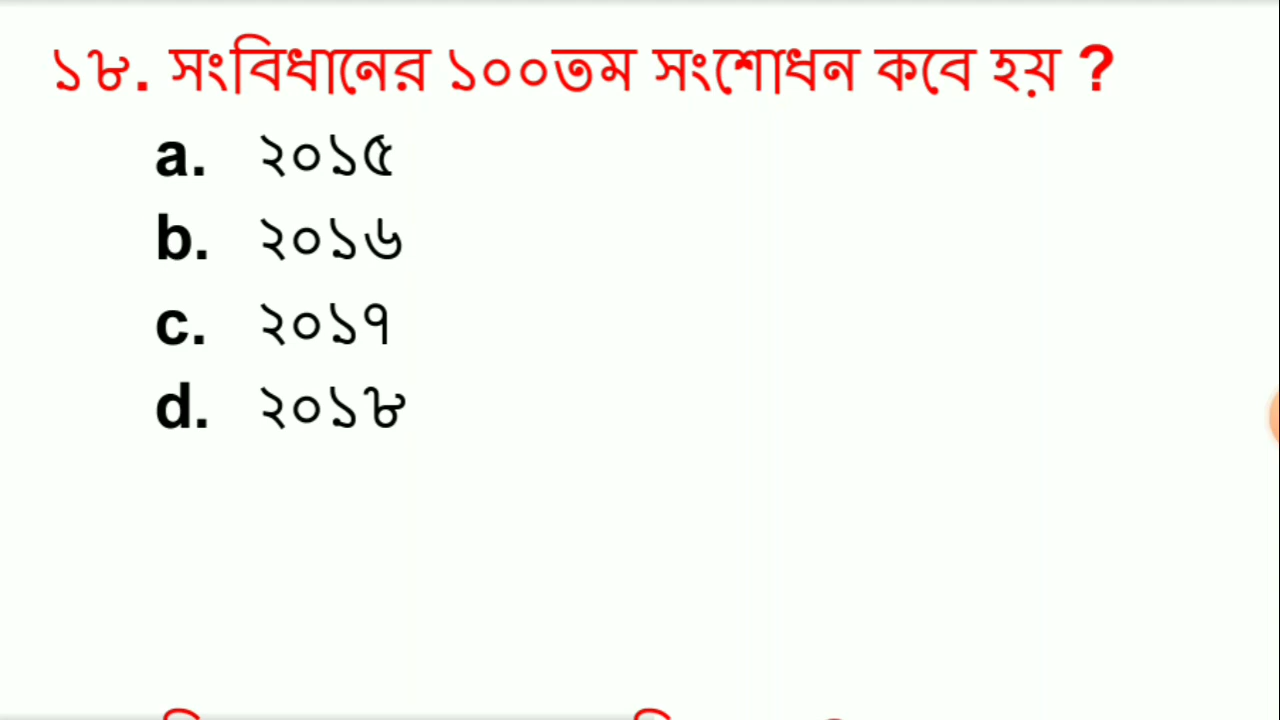 ১৮. সংবিধানের ১০০তম সংশোধন কবে হয় ?
a. ২০১৫
b. ২০১৬
c. ২০১৭
d. ২০১৮